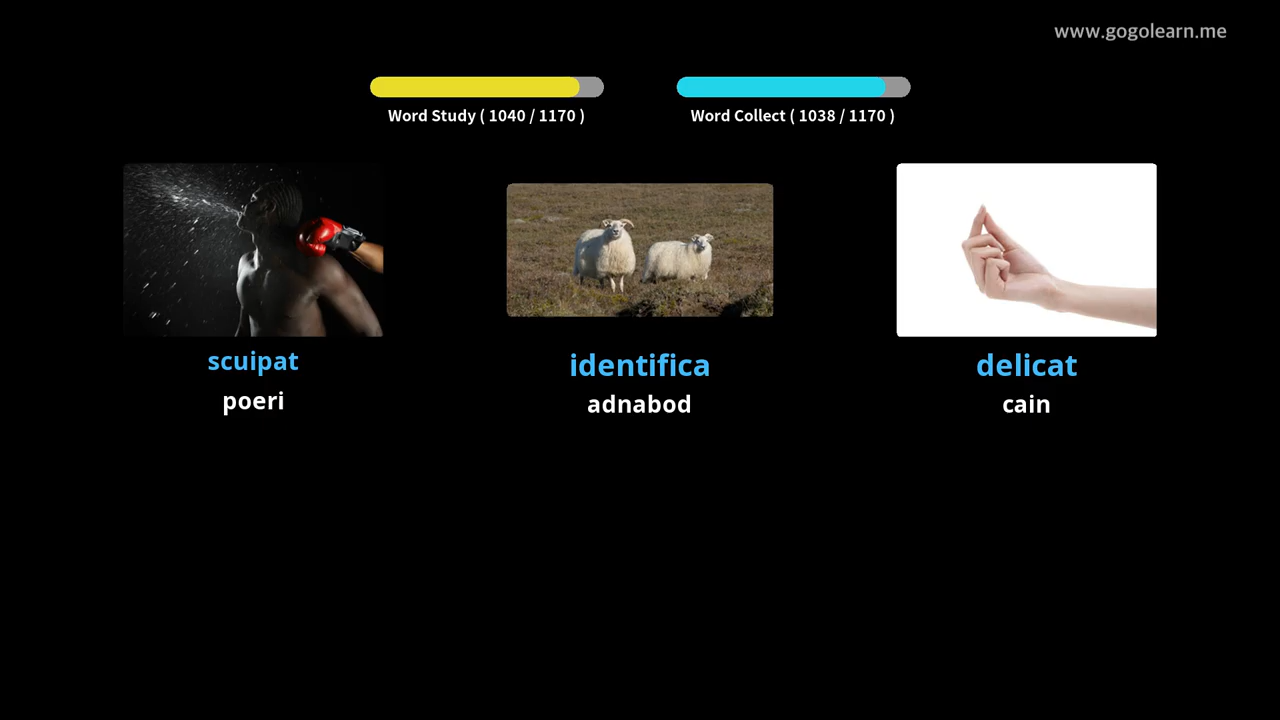 www.gogolearn.me
Word Study ( 1040 / 1170 )
Word Collect ( 1038 / 1170 )
scuipat
poeri
identifica
adnabod
delicat
cain